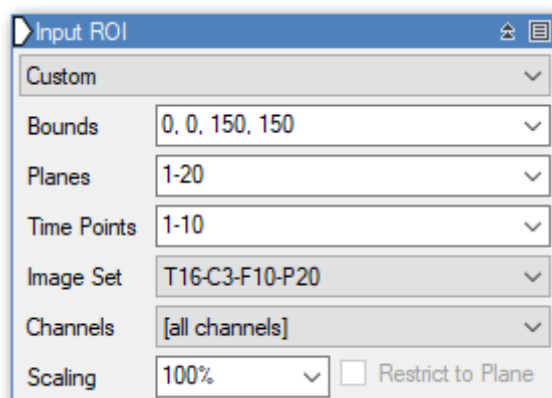 Input ROI
Custom
Bounds 0, 0, 150, 150
Planes 1-20
Time Points 1-10
Image Set T16-C3-F10-P20
Channels [all channels]
Scaling 100% Restrict to Plane